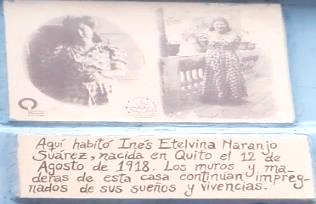 Aquí habitó Inés Etelvina Naranjo
Suárez, nacida en Quito el 12 de
Agosto de 1918. Los muros y ma-
deras de esta casa continúan impreg-
nados de sus sueños y vivencias.